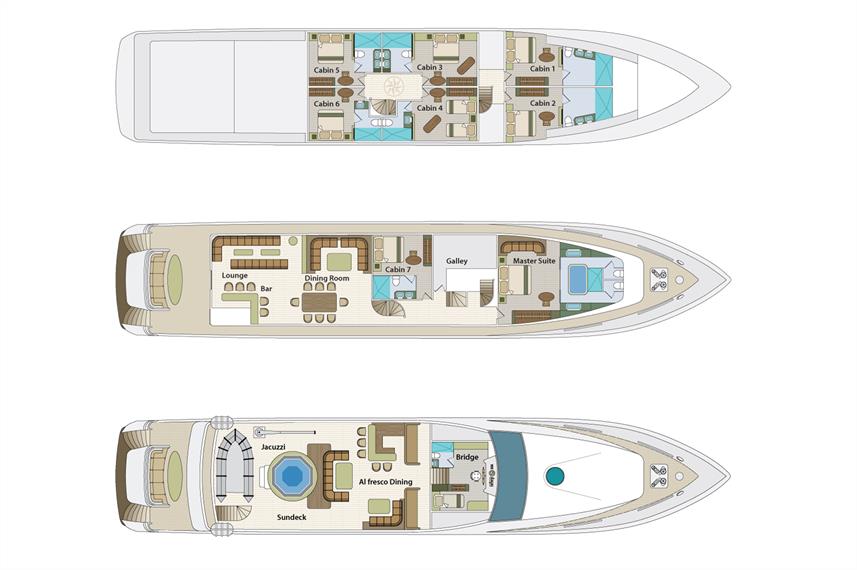 Cabin 5
Cabin 3
Cabin 1
Cabin 6
Cabin 4
Cabin 2
Lounge
Bar
Dining Room
Cabin 7
Galley
Master Suite
Jacuzzi
Al fresco Dining
Bridge
Sundeck